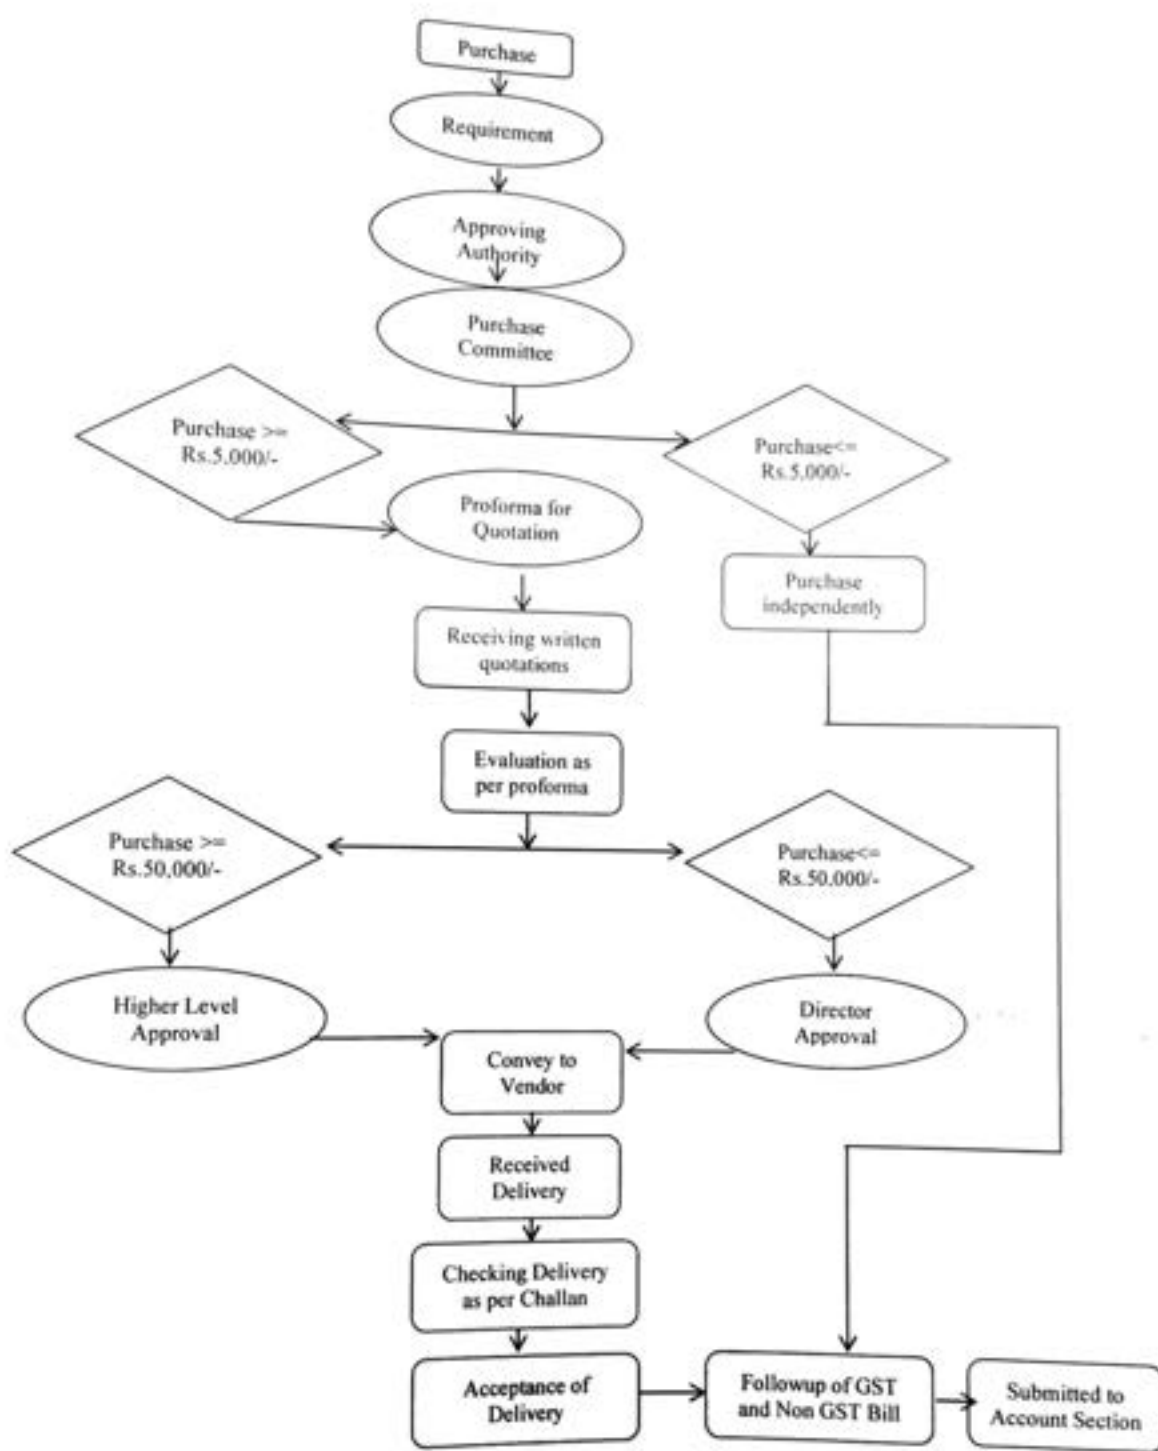 Purchase
Requirement
Approving
Authority
Purchase
Committee
Purchase >=
Rs.5,000/-
Purchase<=
Rs.5,000/-
Proforma for
Quotation
Purchase
independently
Receiving written
quotations
Evaluation as
per proforma
Purchase >=
Rs.50,000/-
Purchase<=
Rs.50,000/-
Higher Level
Approval
Director
Approval
Convey to
Vendor
Received
Delivery
Checking Delivery
as per Challan
Acceptance of
Delivery
Followup of GST
and Non GST Bill
Submitted to
Account Section